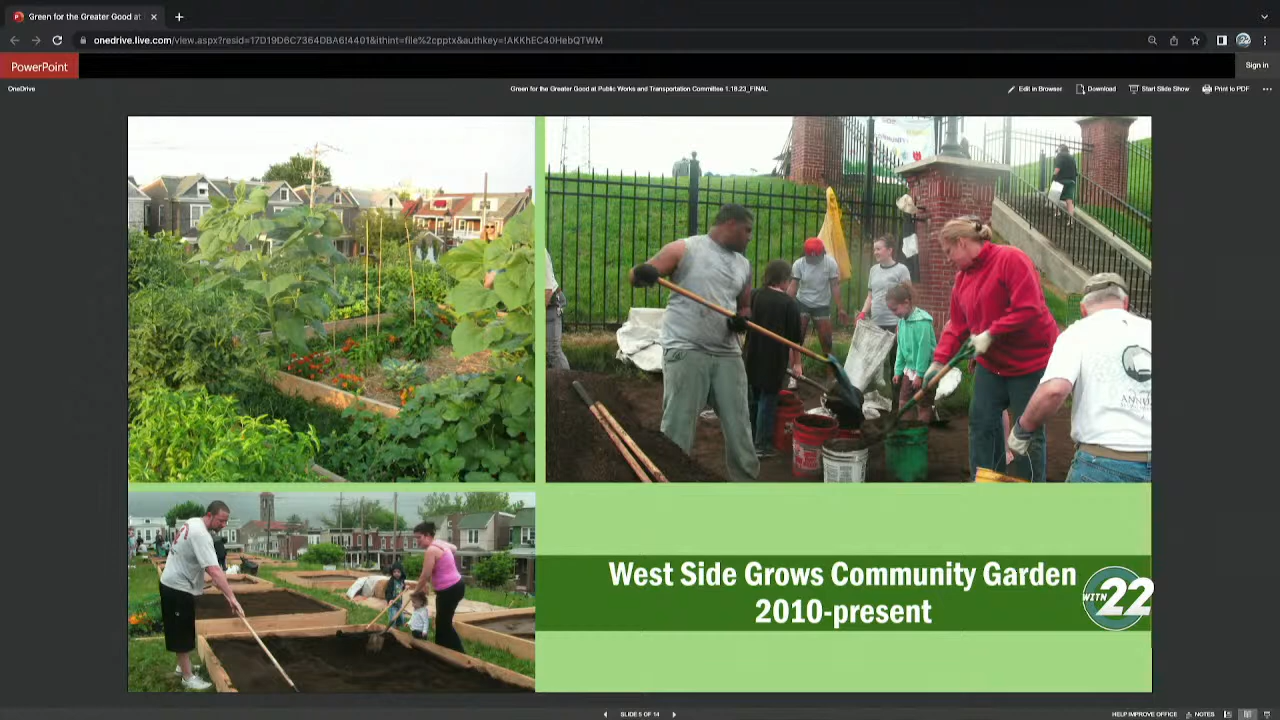 Green for the Greater Good at
onedrive.live.com/view.aspx?resid=17D19D6C7364DBA6!4401&ithint=file%2cpptx&authkey=!AKKhEC40HebQTWM
PowerPoint
Sign in
OneDrive
Green for the Greater Good at Public Works and Transportation Committee 1.18.23_FINAL
Edit in Browser
Download
Start Slide Show
Print to PDF
West Side Grows Community Garden
2010-present
WITN 22
SLIDE 5 OF 14
HELP IMPROVE OFFICE
NOTES